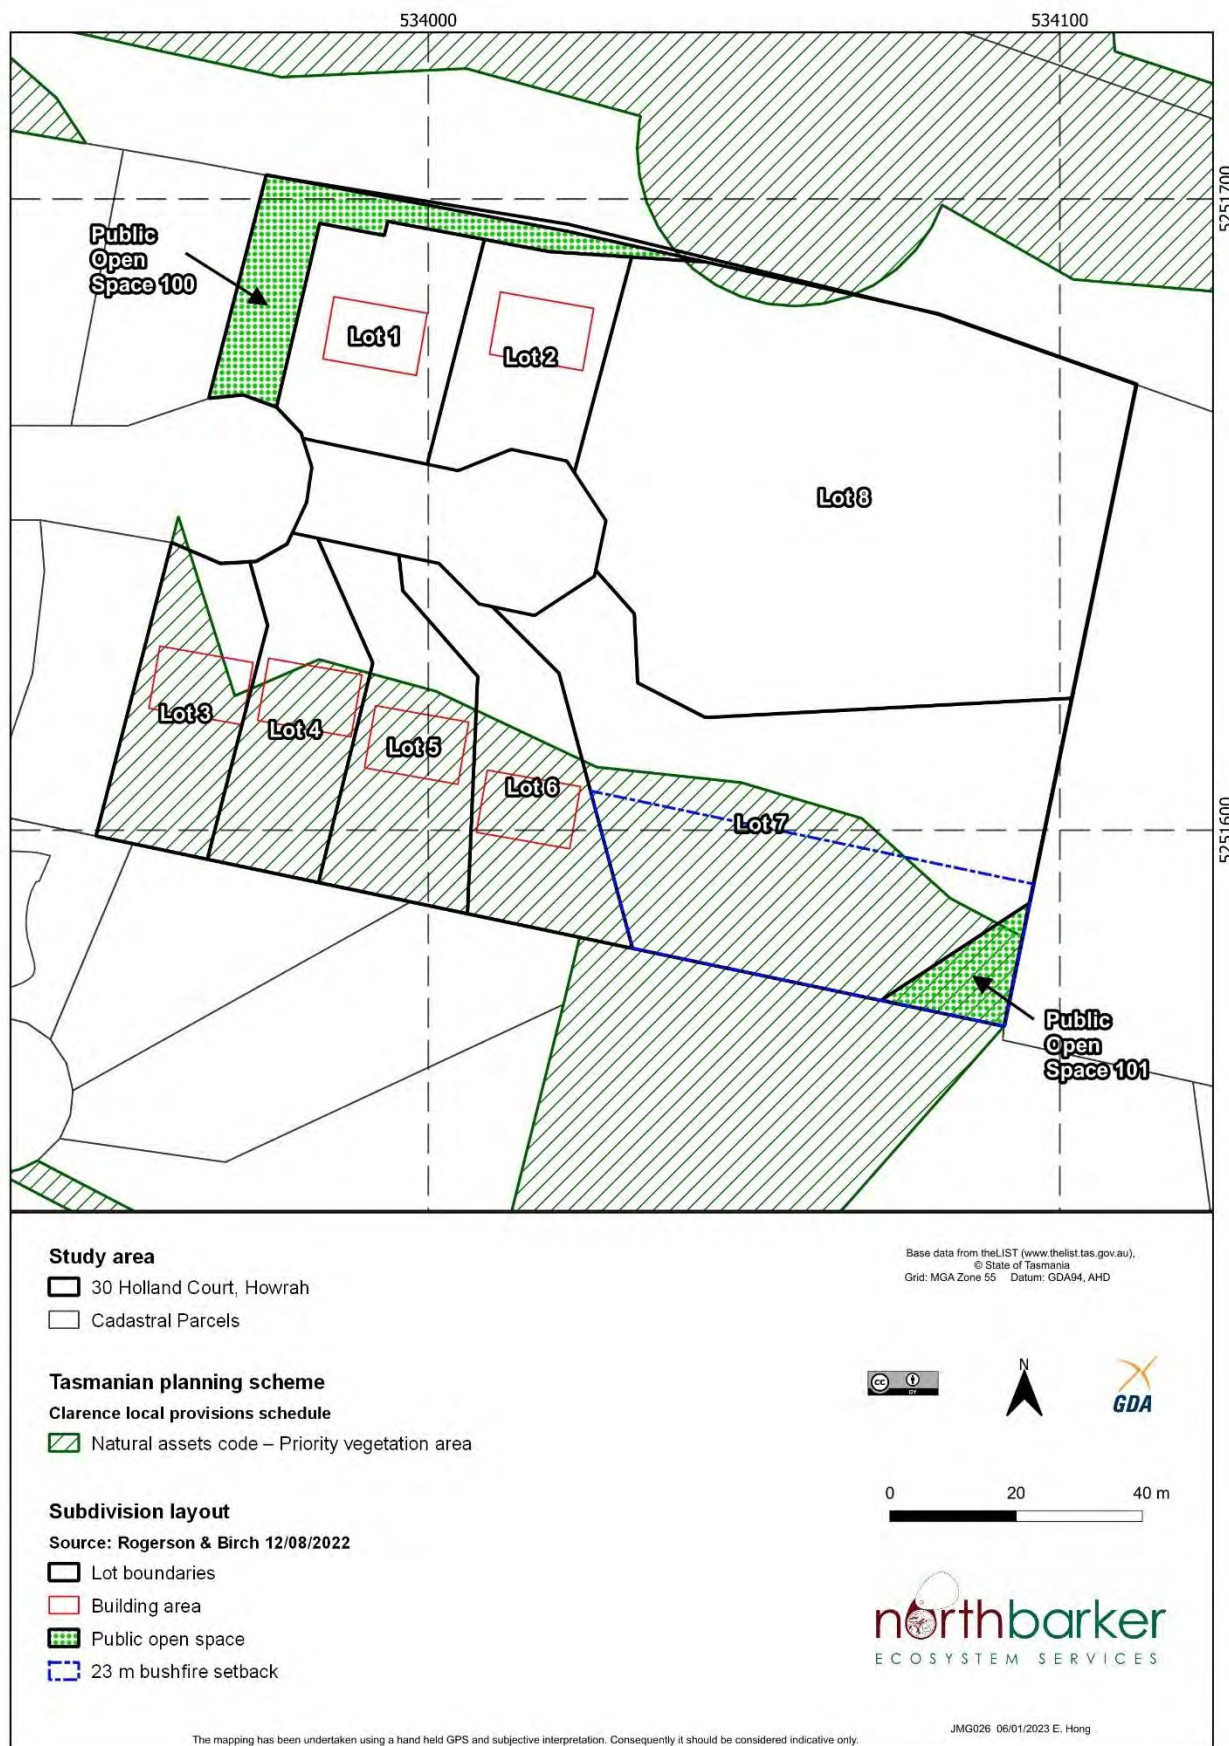 534000
534100
5251700
Public
Open
Space 100
Lot 1
Lot 2
Lot 8
Lot 3
Lot 4
Lot 5
Lot 6
Lot 7
5251600
Public
Open
Space 101
Study area
30 Holland Court, Howrah
Cadastral Parcels
Tasmanian planning scheme
Clarence local provisions schedule
Natural assets code – Priority vegetation area
Subdivision layout
Source: Rogerson & Birch 12/08/2022
Lot boundaries
Building area
Public open space
23 m bushfire setback
Base data from theLIST (www.thelist.tas.gov.au),
© State of Tasmania
Grid: MGA Zone 55 Datum: GDA94, AHD
cc
BY
N
GDA
0 20 40 m
northbarker
ECOSYSTEM SERVICES
JMG026 06/01/2023 E. Hong
The mapping has been undertaken using a hand held GPS and subjective interpretation. Consequently it should be considered indicative only.